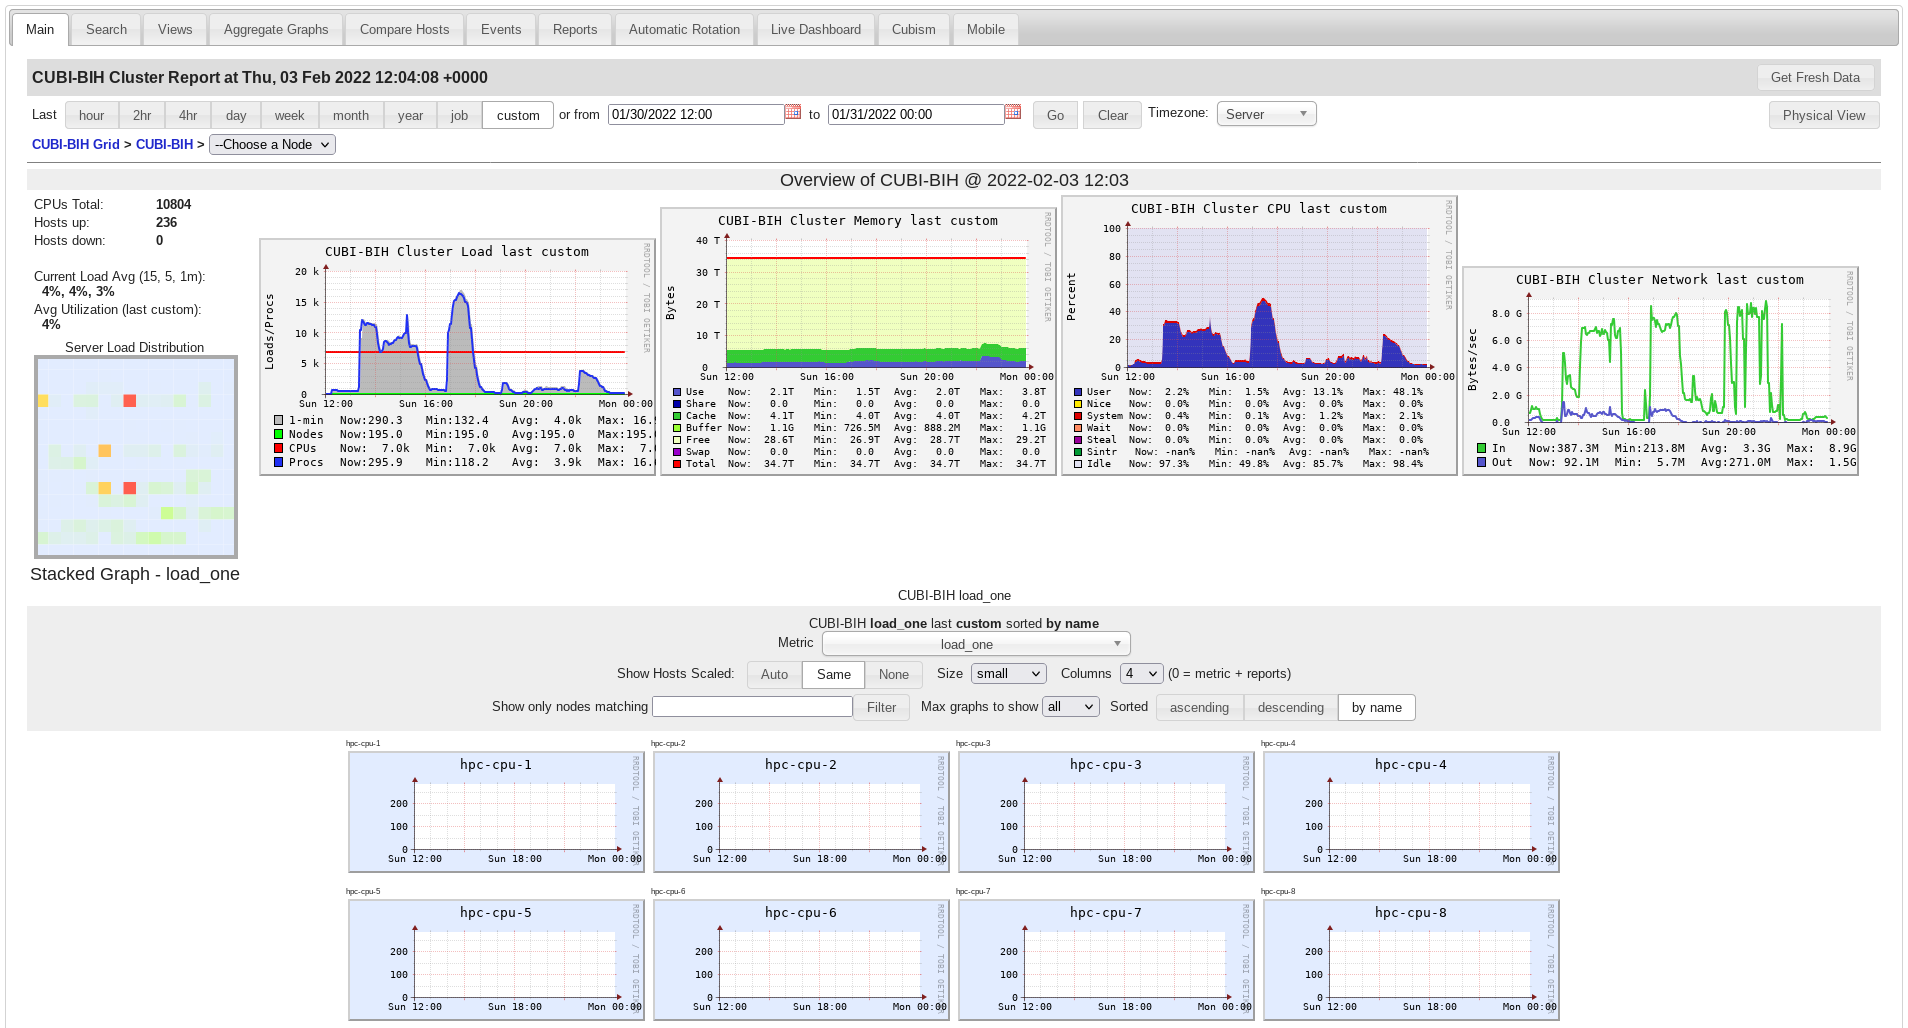 Main Search Views Aggregate Graphs Compare Hosts Events Reports Automatic Rotation Live Dashboard Cubism Mobile
CUBI-BIH Cluster Report at Thu, 03 Feb 2022 12:04:08 +0000 Get Fresh Data
Last hour 2hr 4hr day week month year job custom or from 01/30/2022 12:00 to 01/31/2022 00:00 Go Clear Timezone: Server Physical View
CUBI-BIH Grid > CUBI-BIH > --Choose a Node
Overview of CUBI-BIH @ 2022-02-03 12:03
CPUs Total: 10804
Hosts up: 236
Hosts down: 0
Current Load Avg (15, 5, 1m):
4%, 4%, 3%
Avg Utilization (last custom):
4%
Server Load Distribution
Stacked Graph - load_one
CUBI-BIH Cluster Load last custom
RRDTOOL / TOBI OETIKER
Loads/Procs
20 k
15 k
10 k
5 k
0
Sun 12:00 Sun 16:00 Sun 20:00 Mon 00:00
1-min Now:290.3 Min:132.4 Avg: 4.0k Max: 16.
Nodes Now:195.0 Min:195.0 Avg:195.0 Max:195.
CPUs Now: 7.0k Min: 7.0k Avg: 7.0k Max: 7.
Procs Now:295.9 Min:118.2 Avg: 3.9k Max: 16.
CUBI-BIH Cluster Memory last custom
RRDTOOL / TOBI OETIKER
Bytes
40 T
30 T
20 T
10 T
0
Sun 12:00 Sun 16:00 Sun 20:00 Mon 00:00
Use Now: 2.1T Min: 1.5T Avg: 2.0T Max: 3.8T
Share Now: 0.0 Min: 0.0 Avg: 0.0 Max: 0.0
Cache Now: 4.1T Min: 4.0T Avg: 4.0T Max: 4.2T
Buffer Now: 1.1G Min: 726.5M Avg: 888.2M Max: 1.1G
Free Now: 28.6T Min: 26.9T Avg: 28.7T Max: 29.2T
Swap Now: 0.0 Min: 0.0 Avg: 0.0 Max: 0.0
Total Now: 34.7T Min: 34.7T Avg: 34.7T Max: 34.7T
CUBI-BIH Cluster CPU last custom
RRDTOOL / TOBI OETIKER
Percent
100
80
60
40
20
0
Sun 12:00 Sun 16:00 Sun 20:00 Mon 00:00
User Now: 2.2% Min: 1.5% Avg: 13.1% Max: 48.1%
Nice Now: 0.0% Min: 0.0% Avg: 0.0% Max: 0.0%
System Now: 0.4% Min: 0.1% Avg: 1.2% Max: 2.1%
Wait Now: 0.0% Min: 0.0% Avg: 0.0% Max: 0.0%
Steal Now: 0.0% Min: 0.0% Avg: 0.0% Max: 0.0%
Sintr Now: -nan% Min: -nan% Avg: -nan% Max: -nan%
Idle Now: 97.3% Min: 49.8% Avg: 85.7% Max: 98.4%
CUBI-BIH Cluster Network last custom
RRDTOOL / TOBI OETIKER
Bytes/sec
8.0 G
6.0 G
4.0 G
2.0 G
0.0
Sun 12:00 Sun 16:00 Sun 20:00 Mon 00:00
In Now:387.3M Min:213.8M Avg: 3.3G Max: 8.9G
Out Now: 92.1M Min: 5.7M Avg:271.0M Max: 1.5G
CUBI-BIH load_one
CUBI-BIH load_one last custom sorted by name
Metric load_one
Show Hosts Scaled: Auto Same None Size small Columns 4 (0 = metric + reports)
Show only nodes matching Filter Max graphs to show all Sorted ascending descending by name
hpc-cpu-1
hpc-cpu-1
RRDTOOL / TOBI OETIKER
200
100
0
Sun 12:00 Sun 18:00 Mon 00:00
hpc-cpu-2
hpc-cpu-2
RRDTOOL / TOBI OETIKER
200
100
0
Sun 12:00 Sun 18:00 Mon 00:00
hpc-cpu-3
hpc-cpu-3
RRDTOOL / TOBI OETIKER
200
100
0
Sun 12:00 Sun 18:00 Mon 00:00
hpc-cpu-4
hpc-cpu-4
RRDTOOL / TOBI OETIKER
200
100
0
Sun 12:00 Sun 18:00 Mon 00:00
hpc-cpu-5
hpc-cpu-5
RRDTOOL / TOBI OETIKER
200
100
0
Sun 12:00 Sun 18:00 Mon 00:00
hpc-cpu-6
hpc-cpu-6
RRDTOOL / TOBI OETIKER
200
100
0
Sun 12:00 Sun 18:00 Mon 00:00
hpc-cpu-7
hpc-cpu-7
RRDTOOL / TOBI OETIKER
200
100
0
Sun 12:00 Sun 18:00 Mon 00:00
hpc-cpu-8
hpc-cpu-8
RRDTOOL / TOBI OETIKER
200
100
0
Sun 12:00 Sun 18:00 Mon 00:00